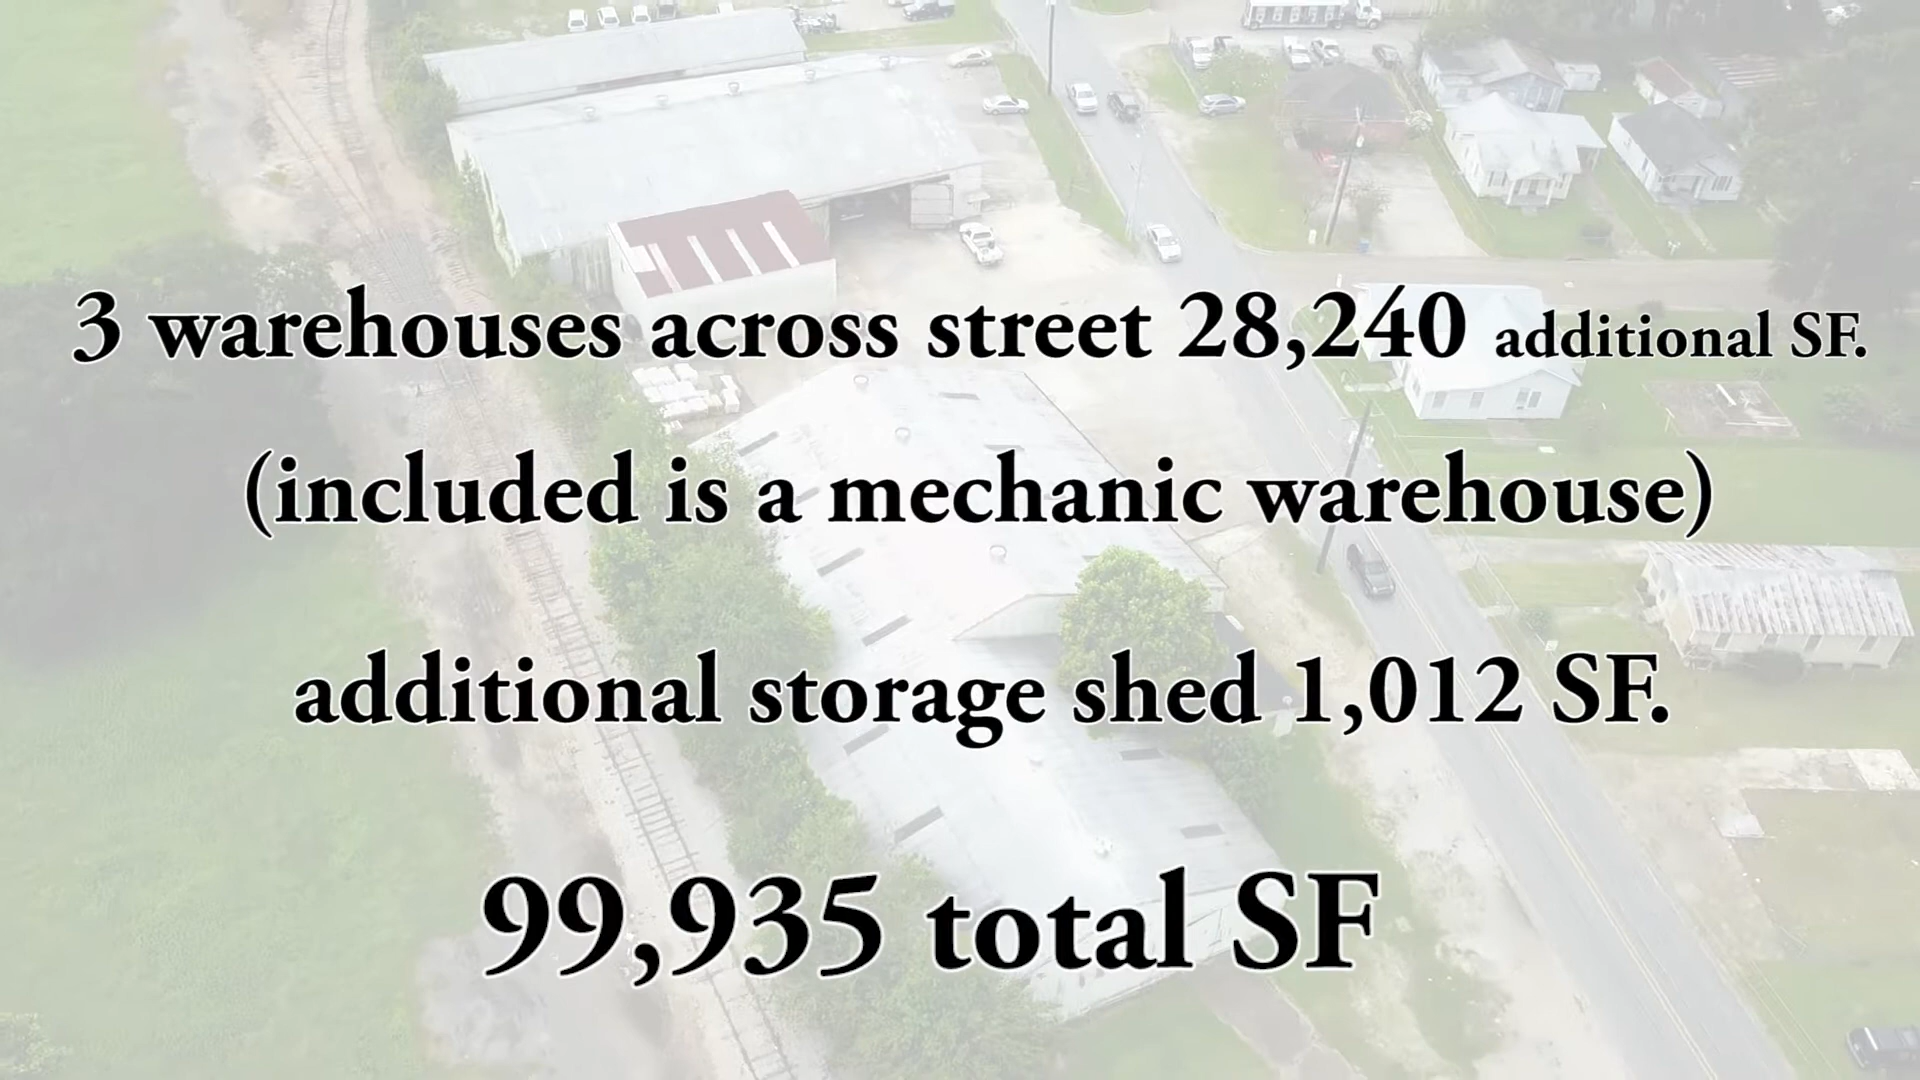 3 warehouses across street 28,240 additional SF.
(included is a mechanic warehouse)
additional storage shed 1,012 SF.
99,935 total SF